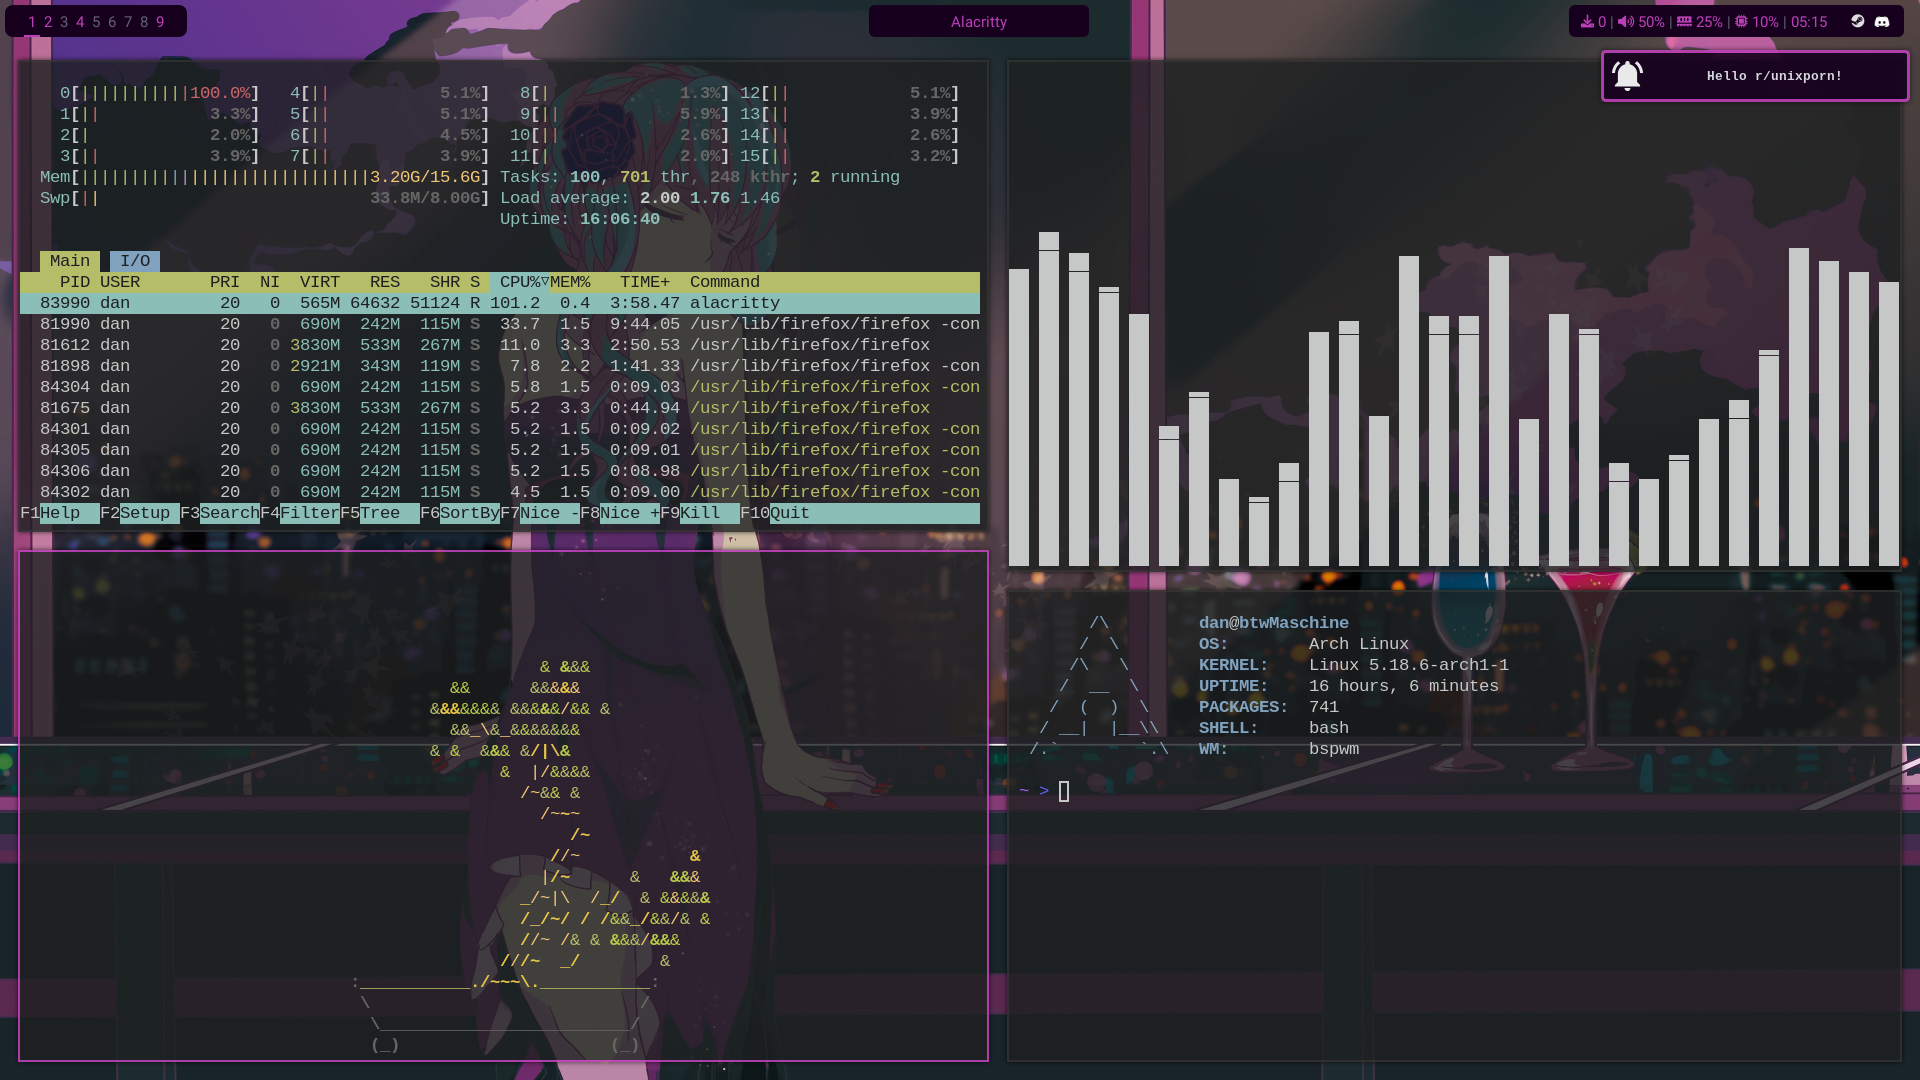 1 2 3 4 5 6 7 8 9
Alacritty
0 | 50% | 25% | 10% | 05:15
Hello r/unixporn!
0[|||||||||||100.0%] 4[|| 5.1%] 8[| 1.3%] 12[|| 5.1%]
1[|| 3.3%] 5[|| 5.1%] 9[|| 5.9%] 13[|| 3.9%]
2[| 2.0%] 6[|| 4.5%] 10[|| 2.6%] 14[|| 2.6%]
3[|| 3.9%] 7[|| 3.9%] 11[| 2.0%] 15[|| 3.2%]
Mem[|||||||||||||||||||||||||||||3.20G/15.6G] Tasks: 100, 701 thr, 248 kthr; 2 running
Swp[|| 33.8M/8.00G] Load average: 2.00 1.76 1.46
Uptime: 16:06:40
Main I/O
PID USER PRI NI VIRT RES SHR S CPU%▽MEM% TIME+ Command
83990 dan 20 0 565M 64632 51124 R 101.2 0.4 3:58.47 alacritty
81990 dan 20 0 690M 242M 115M S 33.7 1.5 9:44.05 /usr/lib/firefox/firefox -con
81612 dan 20 0 3830M 533M 267M S 11.0 3.3 2:50.53 /usr/lib/firefox/firefox
81898 dan 20 0 2921M 343M 119M S 7.8 2.2 1:41.33 /usr/lib/firefox/firefox -con
84304 dan 20 0 690M 242M 115M S 5.8 1.5 0:09.03 /usr/lib/firefox/firefox -con
81675 dan 20 0 3830M 533M 267M S 5.2 3.3 0:44.94 /usr/lib/firefox/firefox
84301 dan 20 0 690M 242M 115M S 5.2 1.5 0:09.02 /usr/lib/firefox/firefox -con
84305 dan 20 0 690M 242M 115M S 5.2 1.5 0:09.01 /usr/lib/firefox/firefox -con
84306 dan 20 0 690M 242M 115M S 5.2 1.5 0:08.98 /usr/lib/firefox/firefox -con
84302 dan 20 0 690M 242M 115M S 4.5 1.5 0:09.00 /usr/lib/firefox/firefox -con
F1Help F2Setup F3SearchF4FilterF5Tree F6SortByF7Nice -F8Nice +F9Kill F10Quit
dan@btwMaschine
OS: Arch Linux
KERNEL: Linux 5.18.6-arch1-1
UPTIME: 16 hours, 6 minutes
PACKAGES: 741
SHELL: bash
WM: bspwm
~ >